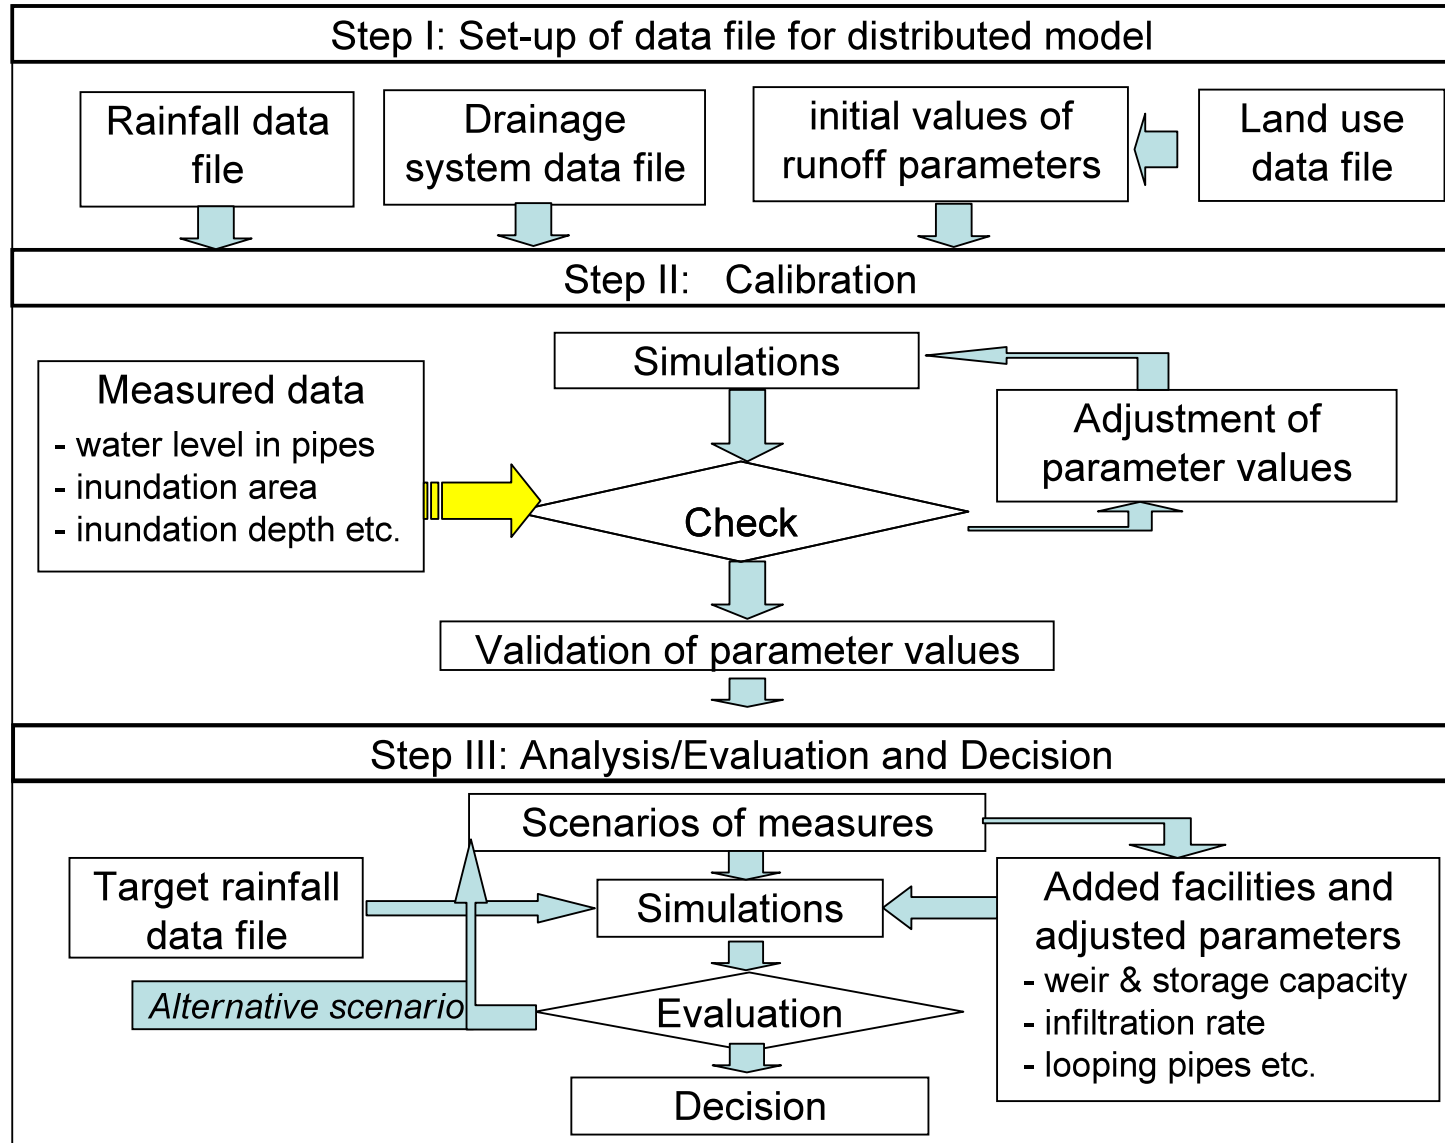 Step I: Set-up of data file for distributed model
Rainfall data
file
Drainage
system data file
initial values of
runoff parameters
Land use
data file
Step II: Calibration
Simulations
Measured data
- water level in pipes
- inundation area
- inundation depth etc.
Adjustment of
parameter values
Check
Validation of parameter values
Step III: Analysis/Evaluation and Decision
Scenarios of measures
Target rainfall
data file
Simulations
Added facilities and
adjusted parameters
- weir & storage capacity
- infiltration rate
- looping pipes etc.
Alternative scenario
Evaluation
Decision